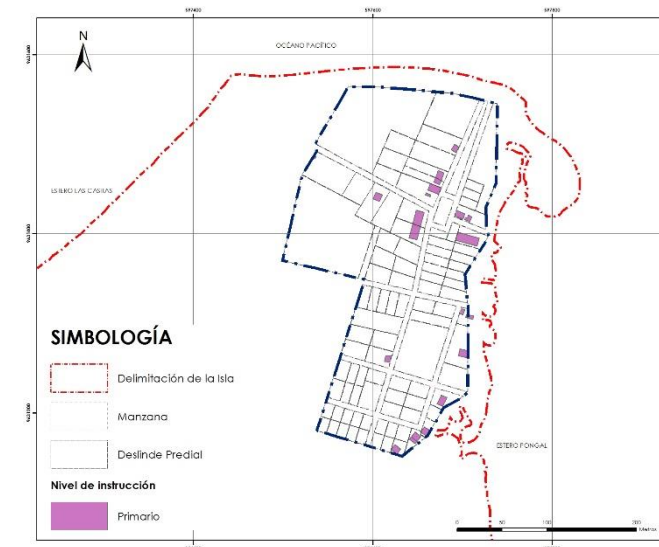 N
OCÉANO PACÍFICO
ESTERO LAS CASITAS
SIMBOLOGÍA
Delimitación de la Isla
Manzana
Deslinde Predial
Nivel de instrucción
Primario
ESTERO
0 50 100 200
Metros